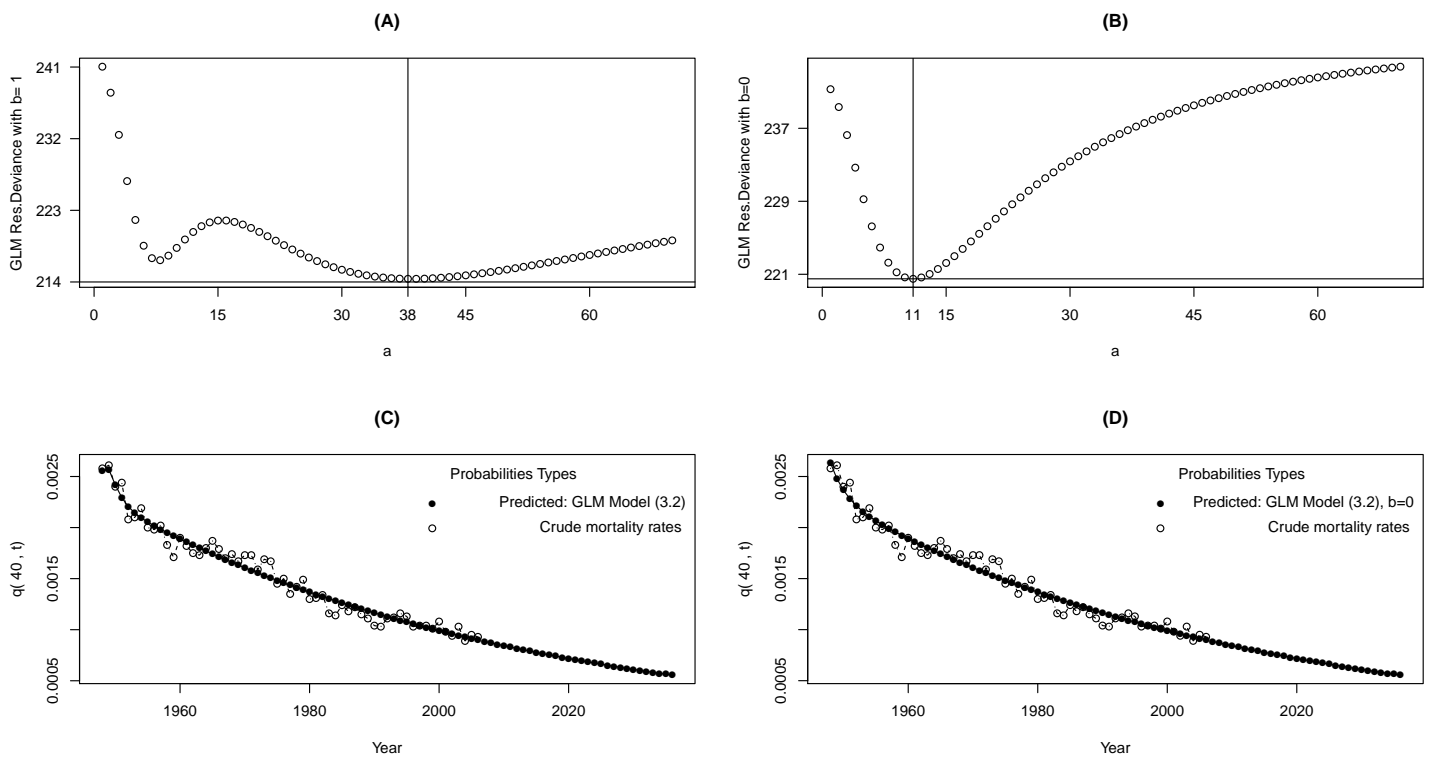 (A)
GLM Res.Deviance with b= 1
241
232
223
214
0 15 30 38 45 60
a
(B)
GLM Res.Deviance with b=0
237
229
221
0 11 15 30 45 60
a
(C)
q( 40 , t)
0.0025
0.0015
0.0005
Probabilities Types
Predicted: GLM Model (3.2)
Crude mortality rates
1960 1980 2000 2020
Year
(D)
q( 40 , t)
0.0025
0.0015
0.0005
Probabilities Types
Predicted: GLM Model (3.2), b=0
Crude mortality rates
1960 1980 2000 2020
Year